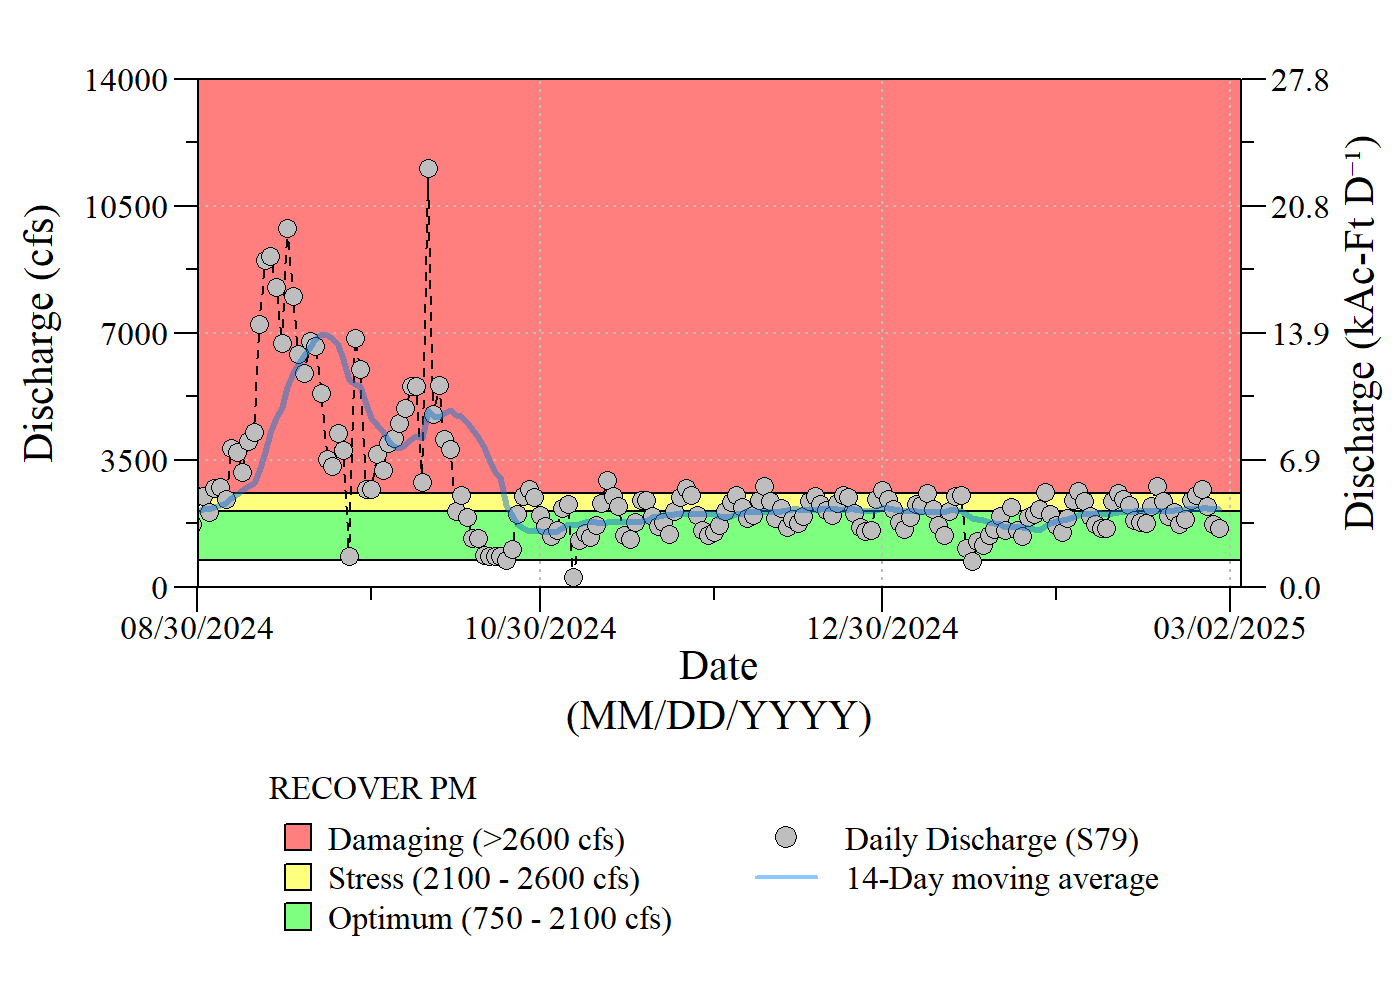 14000
10500
7000
3500
0
Discharge (cfs)
27.8
20.8
13.9
6.9
0.0
Discharge (kAc-Ft D⁻¹)
08/30/2024 10/30/2024 12/30/2024 03/02/2025
Date
(MM/DD/YYYY)
RECOVER PM
Damaging (>2600 cfs)
Stress (2100 - 2600 cfs)
Optimum (750 - 2100 cfs)
Daily Discharge (S79)
14-Day moving average